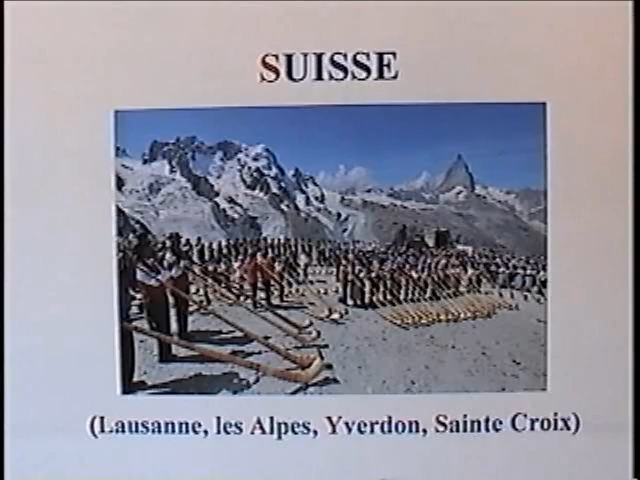 SUISSE
(Lausanne, les Alpes, Yverdon, Sainte Croix)